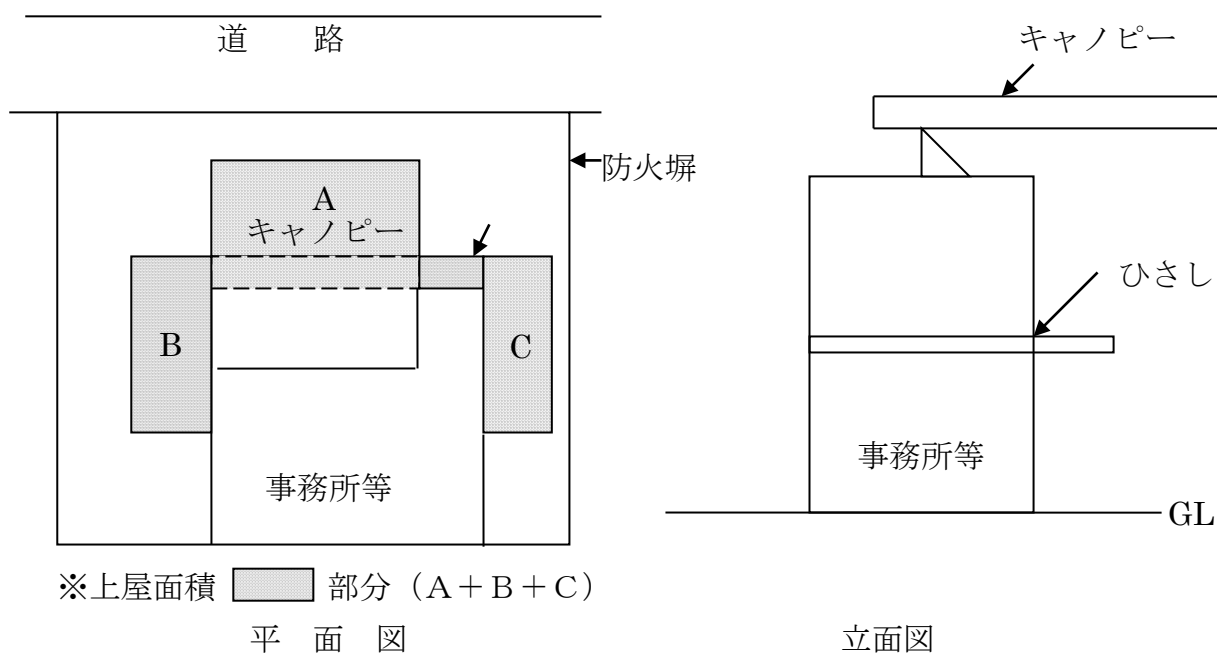 道　　路
キャノピー
防火塀
A
キャノピー
ひさし
B
C
事務所等
事務所等
GL
※上屋面積　　　部分（A＋B＋C）
平　面　図
立面図